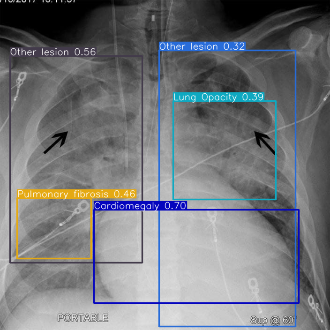 Other lesion 0.56
Other lesion 0.32
Lung Opacity 0.39
Pulmonary fibrosis 0.46
Cardiomegaly 0.70
PORTABLE